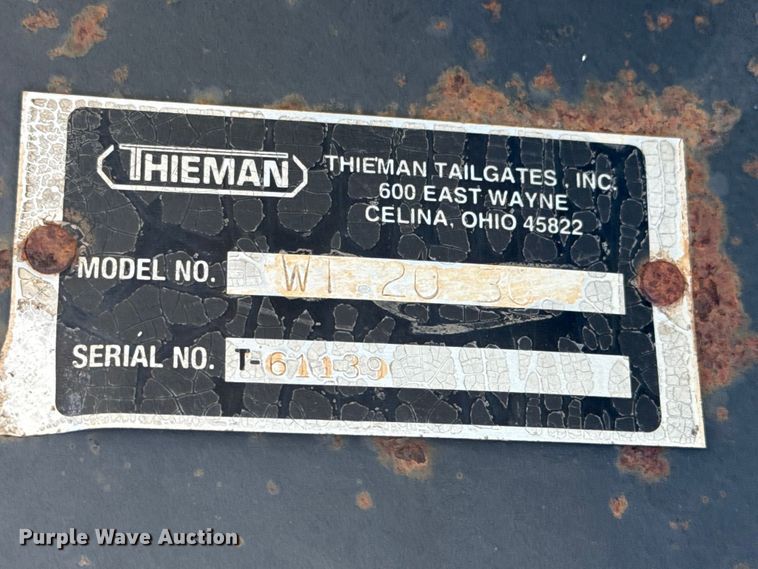 THIEMAN
THIEMAN TAILGATES, INC.
600 EAST WAYNE
CELINA, OHIO 45822
MODEL NO. WT 20
SERIAL NO. T-61139
Purple Wave Auction